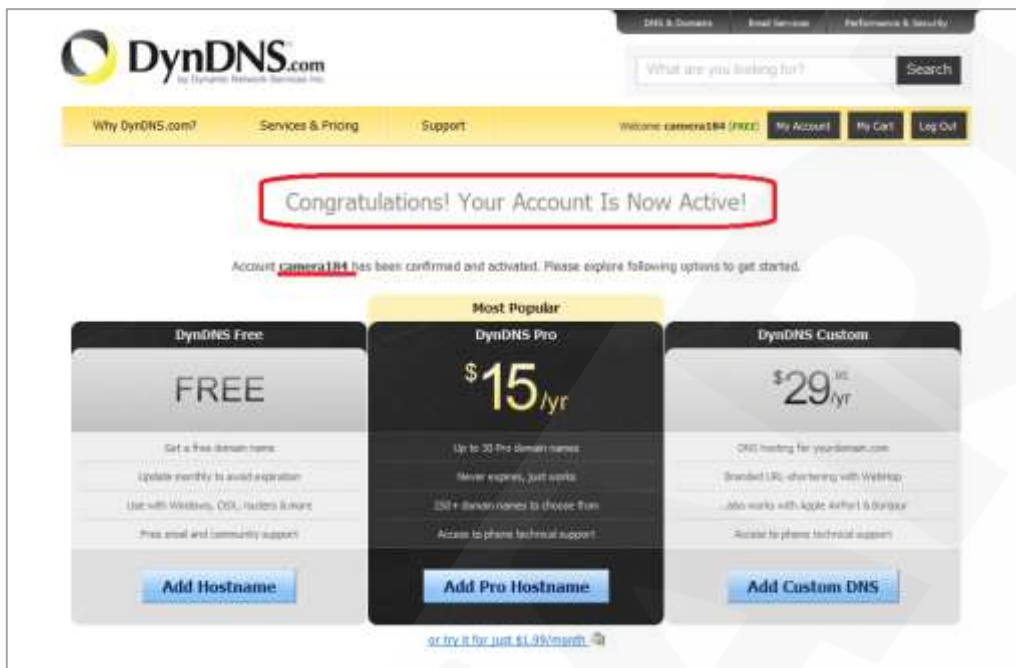 DNS & Domains Email Services Performance & Security
DynDNS.com
by Dynamic Network Services Inc.
What are you looking for? Search
Why DynDNS.com? Services & Pricing Support Welcome camera184 (FREE) My Account My Cart Log Out
Congratulations! Your Account Is Now Active!
Account camera184 has been confirmed and activated. Please explore following options to get started.
Most Popular
DynDNS Free DynDNS Pro DynDNS Custom
FREE $15/yr $29 /yr
Get a free domain name Up to 30 Pro domain names DNS hosting for yourdomain.com
Update monthly to avoid expiration Never expires, just works Branded URL shortening with WebHop
Use with Windows, OSX, routers & more 250+ domain names to choose from Also works with Apple AirPort & Bonjour
Free email and community support Access to phone technical support Access to phone technical support
Add Hostname Add Pro Hostname Add Custom DNS
or try it for just $1.99/month